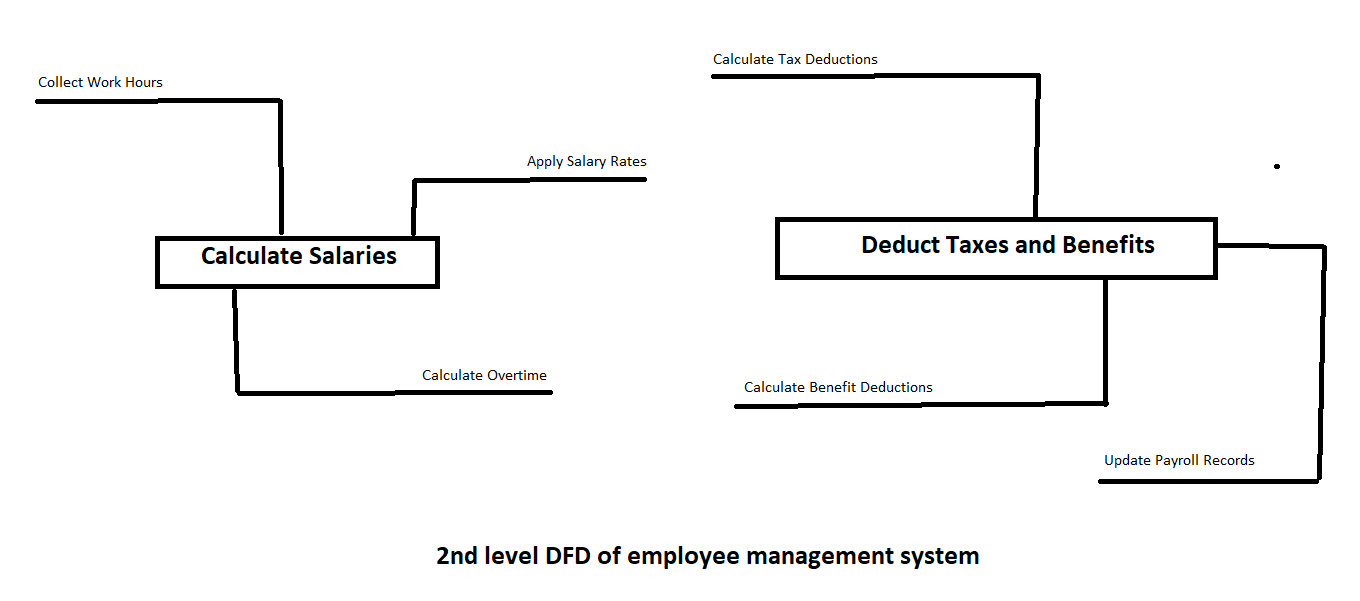 Collect Work Hours
Apply Salary Rates
Calculate Salaries
Calculate Overtime
Calculate Tax Deductions
Deduct Taxes and Benefits
Calculate Benefit Deductions
Update Payroll Records
2nd level DFD of employee management system